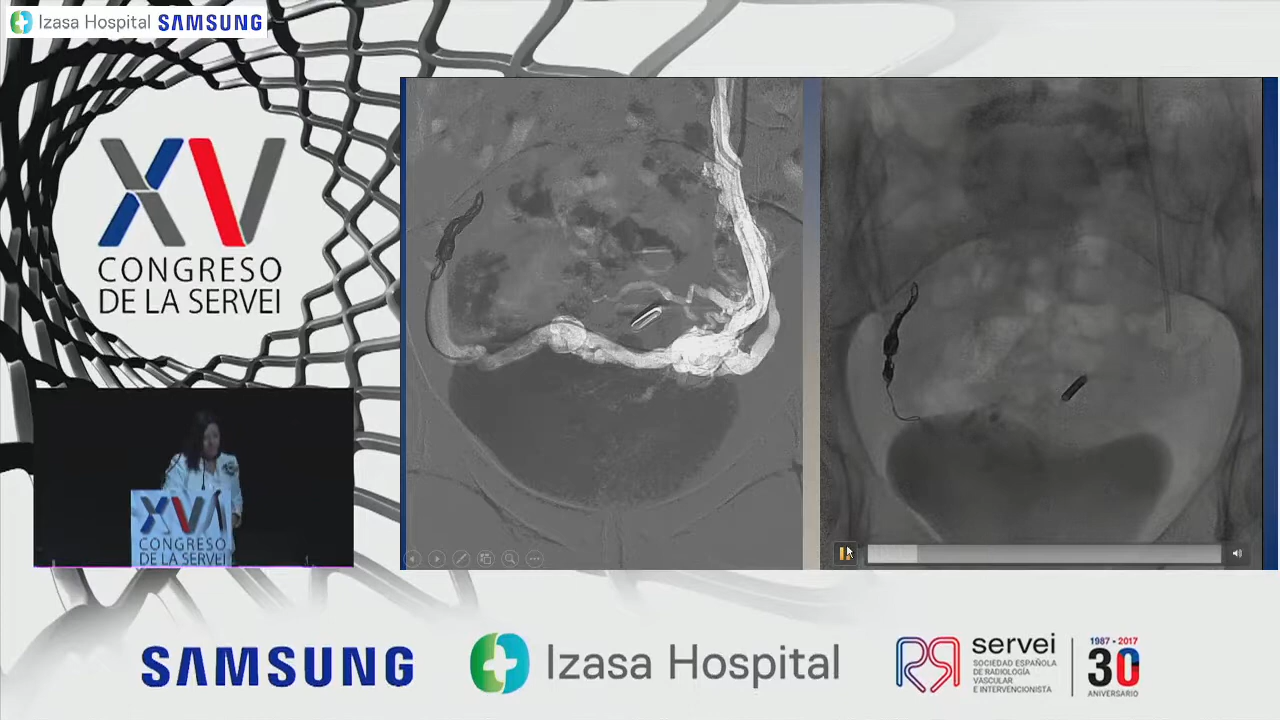 Izasa Hospital SAMSUNG
XV
CONGRESO
DE LA SERVEI
XV
CONGRESO
DE LA SERVEI
SAMSUNG
Izasa Hospital
servei
SOCIEDAD ESPAÑOLA
DE RADIOLOGÍA
VASCULAR
E INTERVENCIONISTA
1987 • 2017
30
ANIVERSARIO